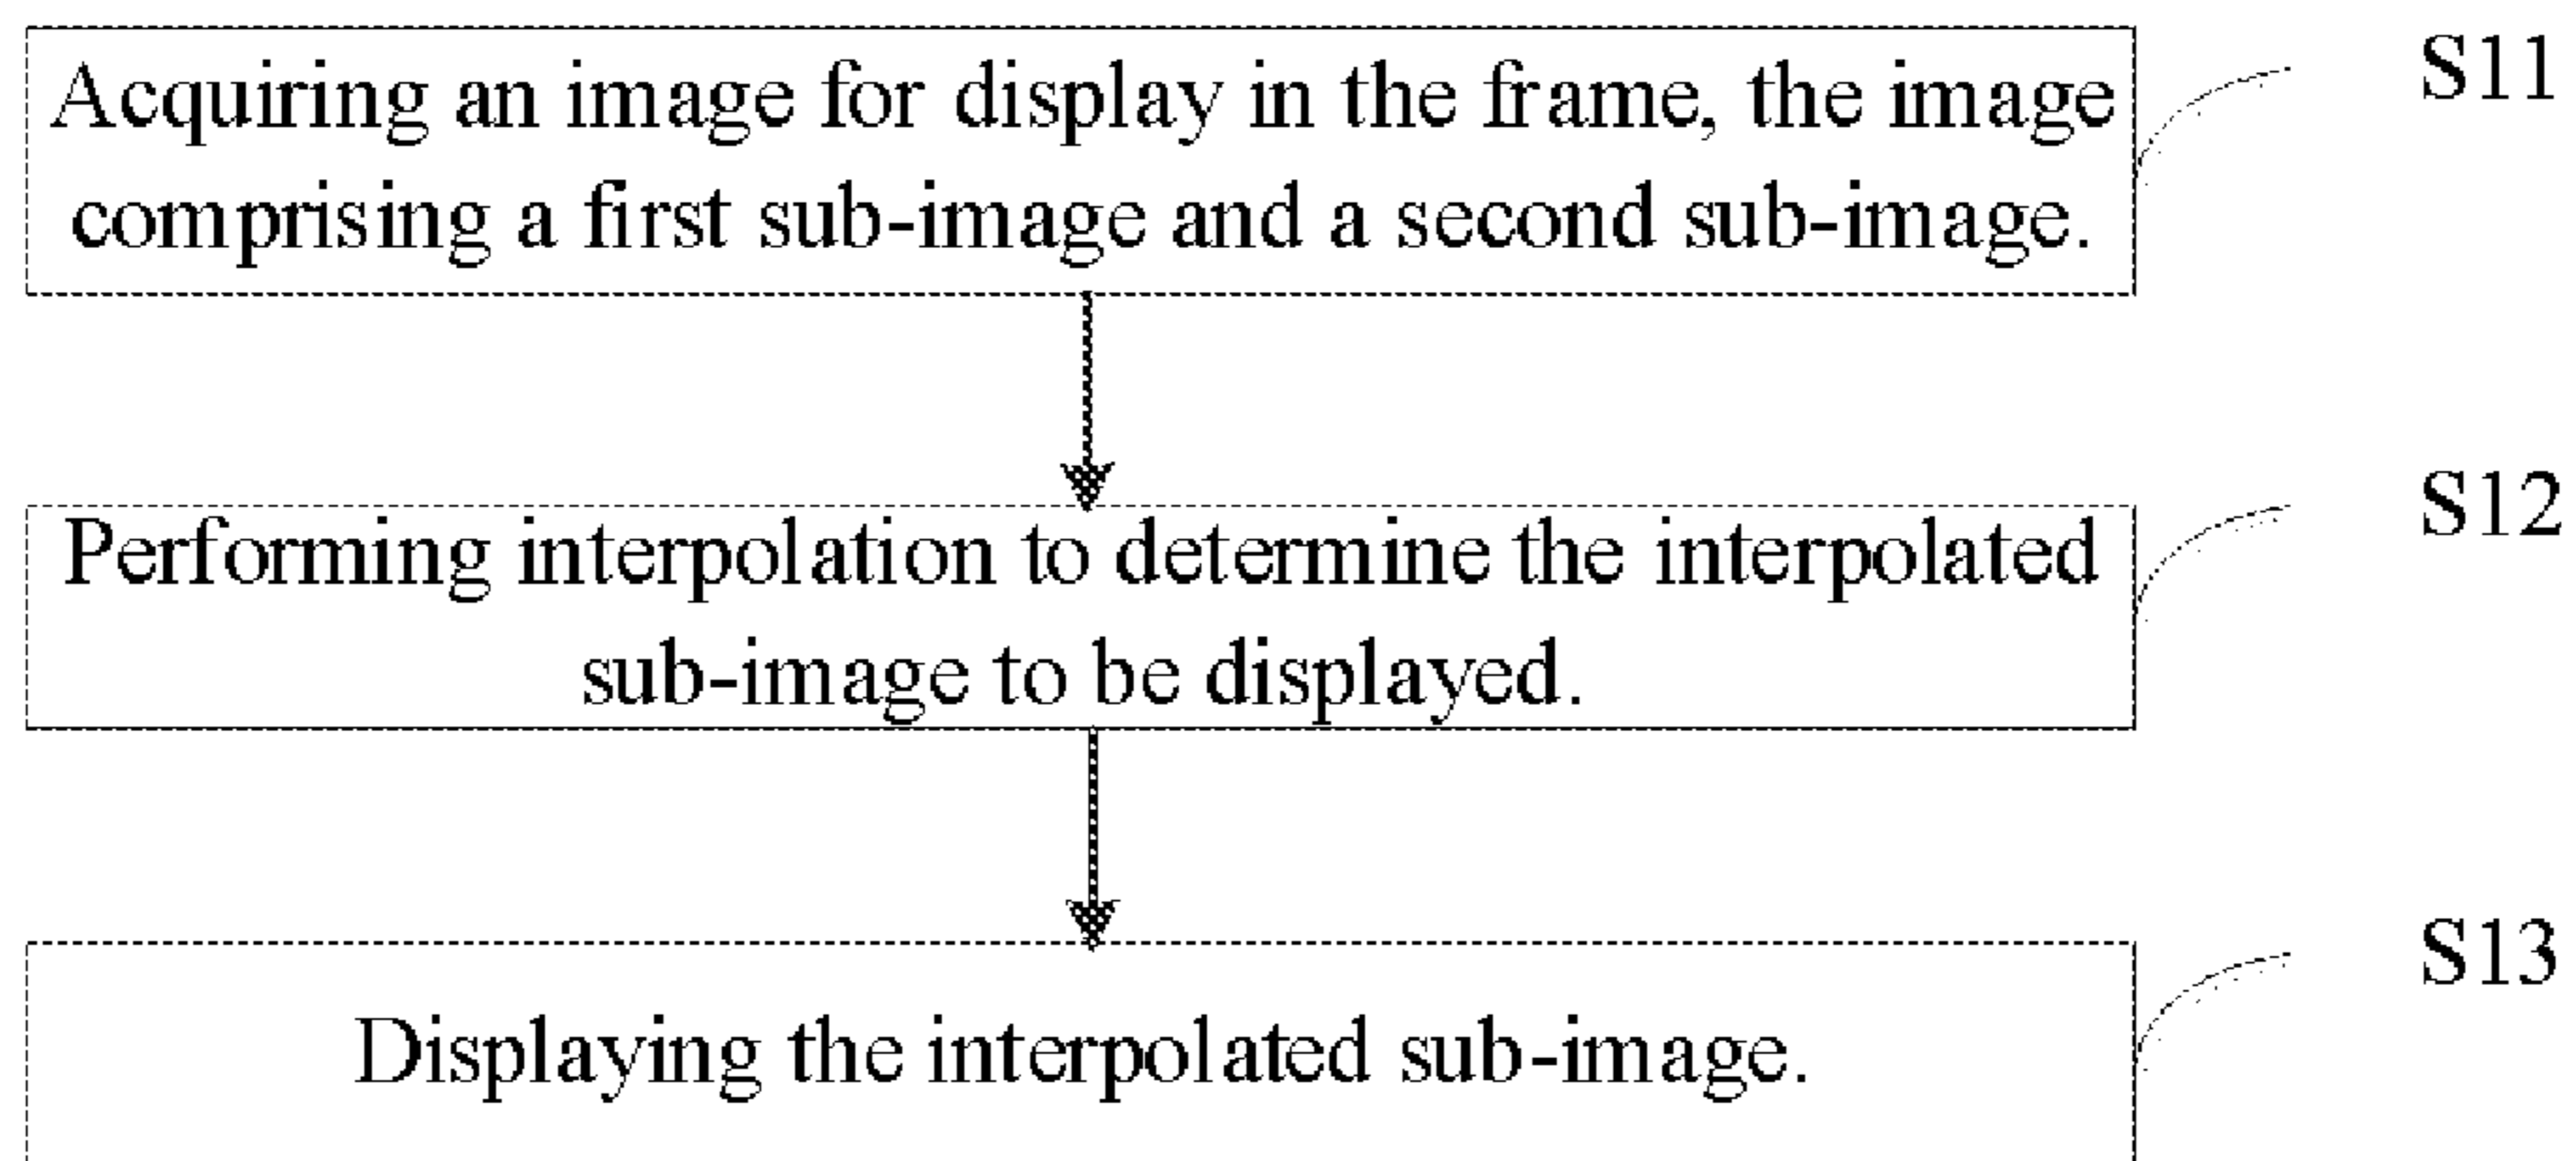 Acquiring an image for display in the frame, the image
comprising a first sub-image and a second sub-image.
S11
Performing interpolation to determine the interpolated
sub-image to be displayed.
S12
Displaying the interpolated sub-image.
S13